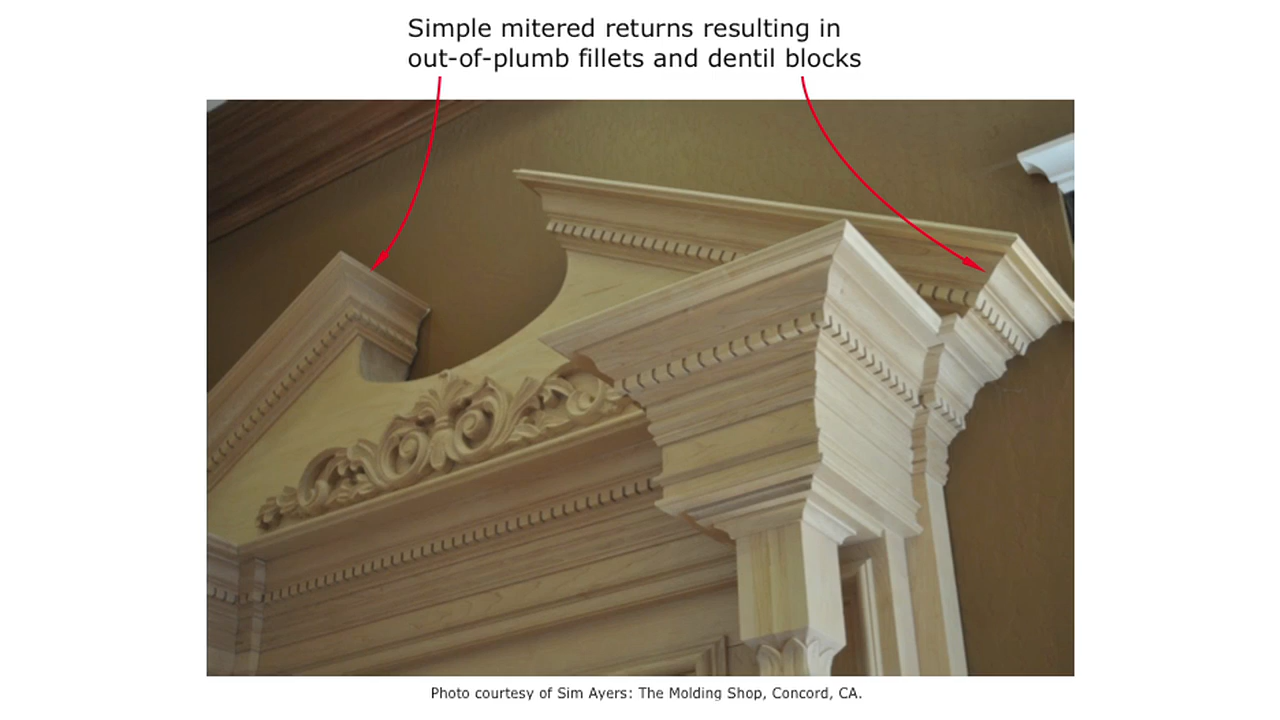 Simple mitered returns resulting in
out-of-plumb fillets and dentil blocks
Photo courtesy of Sim Ayers: The Molding Shop, Concord, CA.